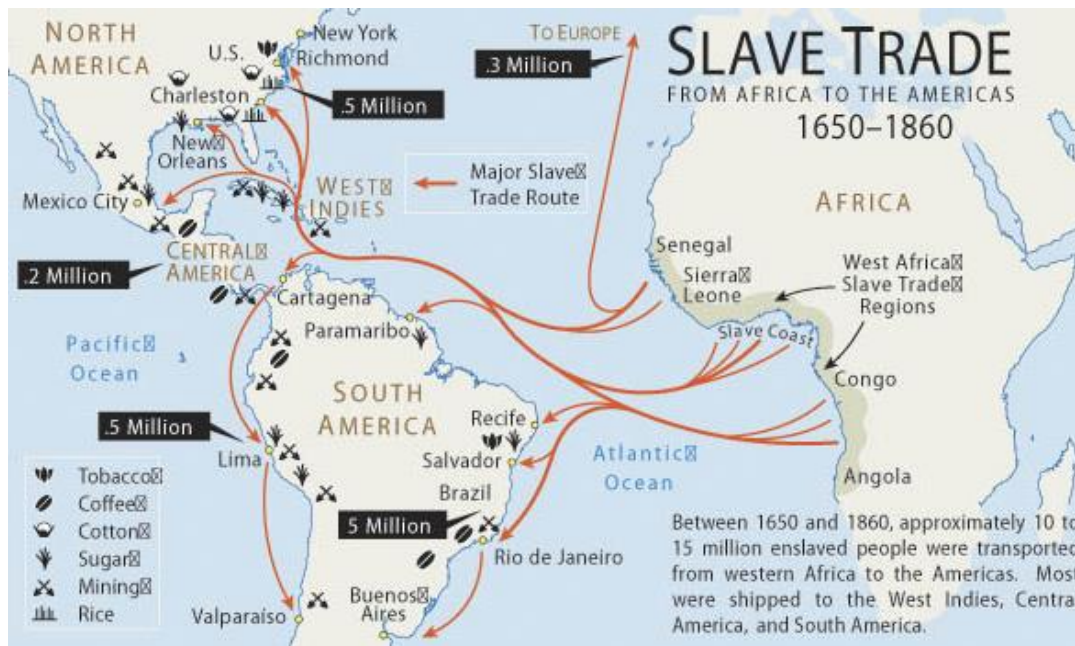 SLAVE TRADE
FROM AFRICA TO THE AMERICAS
1650–1860
NORTH
AMERICA
U.S.
New York
Richmond
Charleston
.5 Million
New
Orleans
Mexico City
WEST
INDIES
CENTRAL
AMERICA
.2 Million
Major Slave
Trade Route
TO EUROPE
.3 Million
AFRICA
Senegal
Sierra
Leone
West Africa
Slave Trade
Regions
Slave Coast
Congo
Angola
Cartagena
Paramaribo
Pacific
Ocean
SOUTH
AMERICA
.5 Million
Lima
Recife
Salvador
Brazil
5 Million
Rio de Janeiro
Atlantic
Ocean
Valparaíso
Buenos
Aires
Tobacco
Coffee
Cotton
Sugar
Mining
Rice
Between 1650 and 1860, approximately 10 to
15 million enslaved people were transported
from western Africa to the Americas. Most
were shipped to the West Indies, Centra
America, and South America.